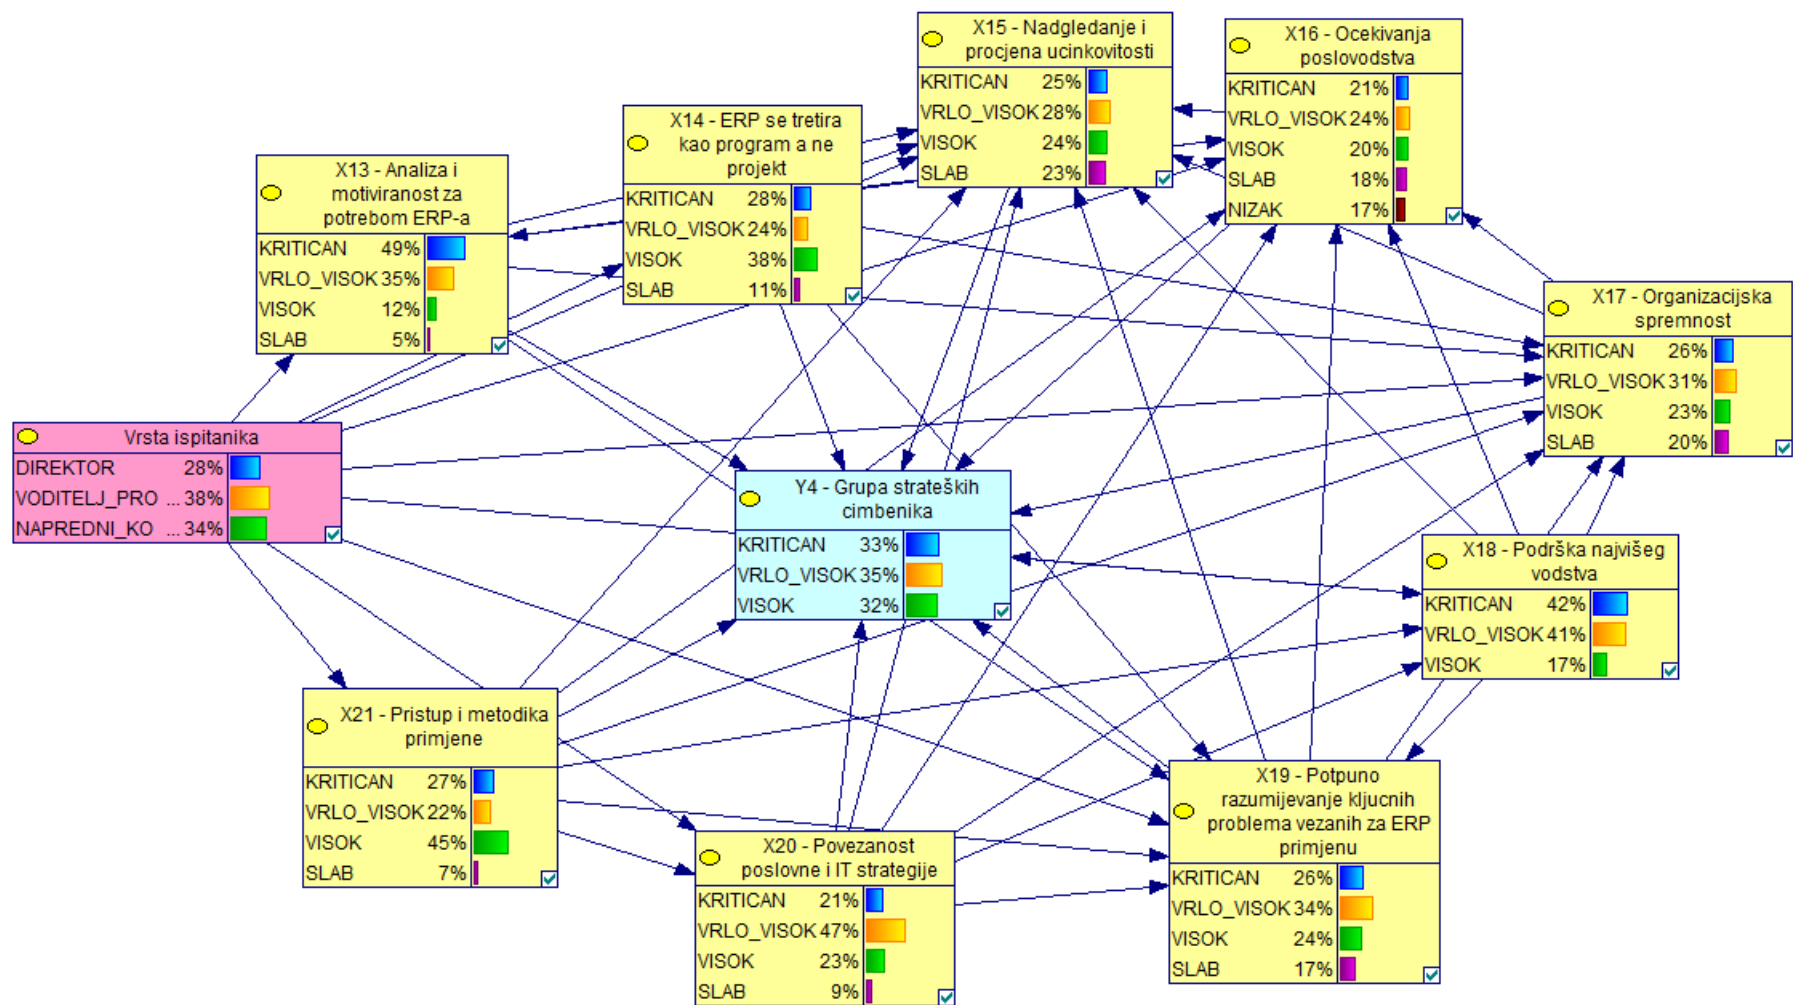 X15 - Nadgledanje i
procjena ucinkovitosti
KRITICAN 25%
VRLO_VISOK 28%
VISOK 24%
SLAB 23%
X16 - Ocekivanja
poslovodstva
KRITICAN 21%
VRLO_VISOK 24%
VISOK 20%
SLAB 18%
NIZAK 17%
X14 - ERP se tretira
kao program a ne
projekt
KRITICAN 28%
VRLO_VISOK 24%
VISOK 38%
SLAB 11%
X13 - Analiza i
motiviranost za
potrebom ERP-a
KRITICAN 49%
VRLO_VISOK 35%
VISOK 12%
SLAB 5%
X17 - Organizacijska
spremnost
KRITICAN 26%
VRLO_VISOK 31%
VISOK 23%
SLAB 20%
Vrsta ispitanika
DIREKTOR 28%
VODITELJ_PRO ... 38%
NAPREDNI_KO ... 34%
Y4 - Grupa strateških
cimbenika
KRITICAN 33%
VRLO_VISOK 35%
VISOK 32%
X18 - Podrška najvišeg
vodstva
KRITICAN 42%
VRLO_VISOK 41%
VISOK 17%
X21 - Pristup i metodika
primjene
KRITICAN 27%
VRLO_VISOK 22%
VISOK 45%
SLAB 7%
X20 - Povezanost
poslovne i IT strategije
KRITICAN 21%
VRLO_VISOK 47%
VISOK 23%
SLAB 9%
X19 - Potpuno
razumijevanje kljucnih
problema vezanih za ERP
primjenu
KRITICAN 26%
VRLO_VISOK 34%
VISOK 24%
SLAB 17%